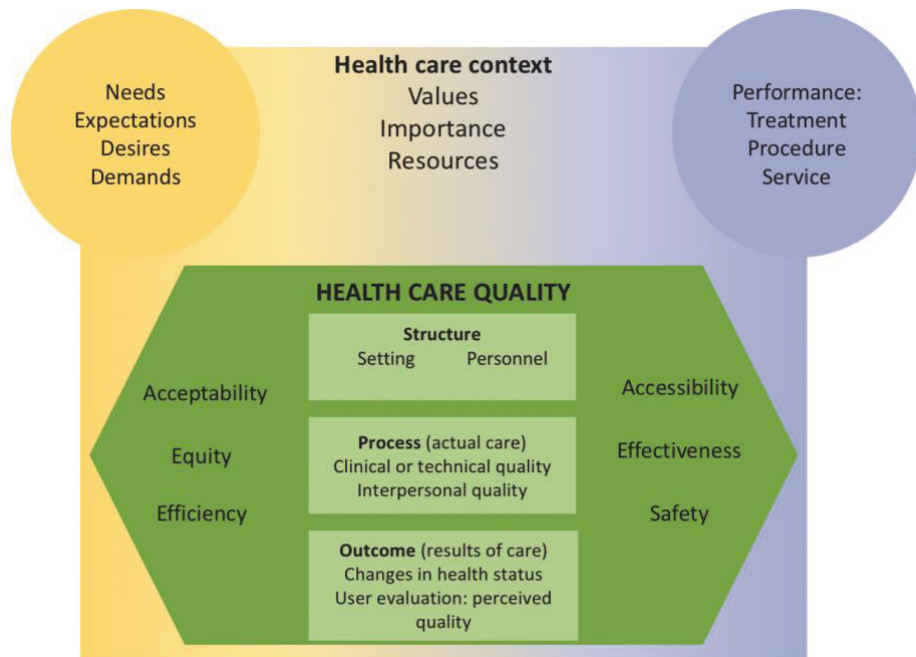 Needs
Expectations
Desires
Demands
Health care context
Values
Importance
Resources
Performance:
Treatment
Procedure
Service
HEALTH CARE QUALITY
Acceptability
Equity
Efficiency
Structure
Setting Personnel
Process (actual care)
Clinical or technical quality
Interpersonal quality
Outcome (results of care)
Changes in health status
User evaluation: perceived
quality
Accessibility
Effectiveness
Safety